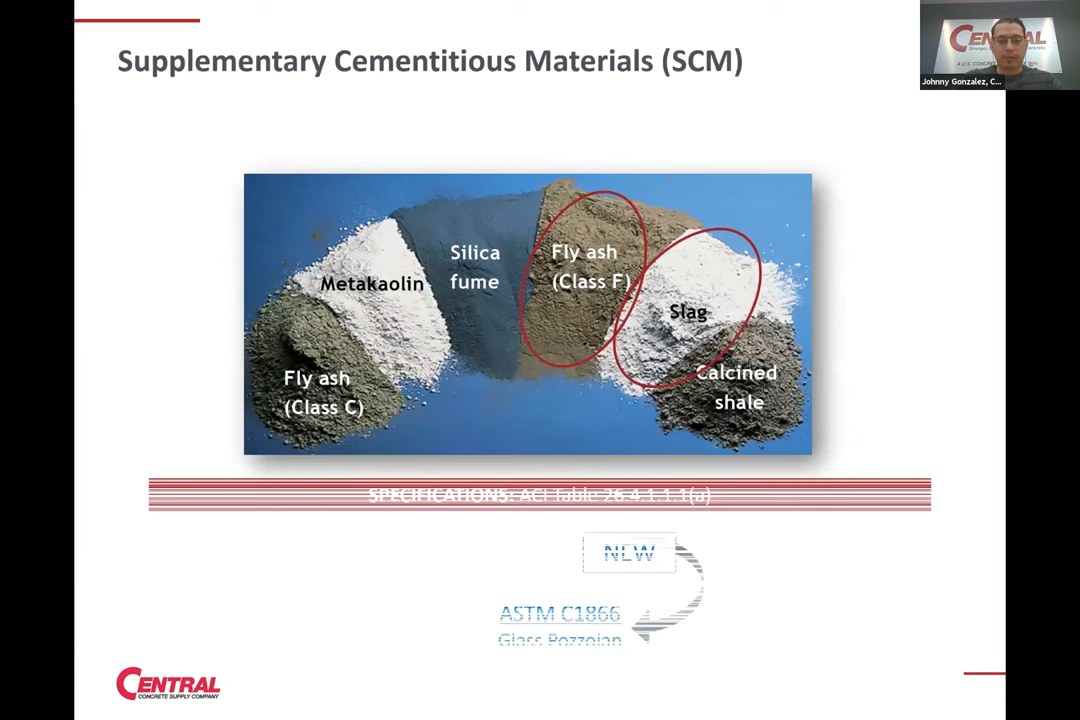 Supplementary Cementitious Materials (SCM)
CENTRAL
Johnny Gonzalez, C...
Silica
fume
Fly ash
(Class F)
Metakaolin
Slag
Fly ash
(Class C)
Calcined
shale
SPECIFICATIONS: ACI Table 26.4.1.1.1(a)
NEW
ASTM C1866
Glass Pozzolan
CENTRAL
CONCRETE SUPPLY COMPANY